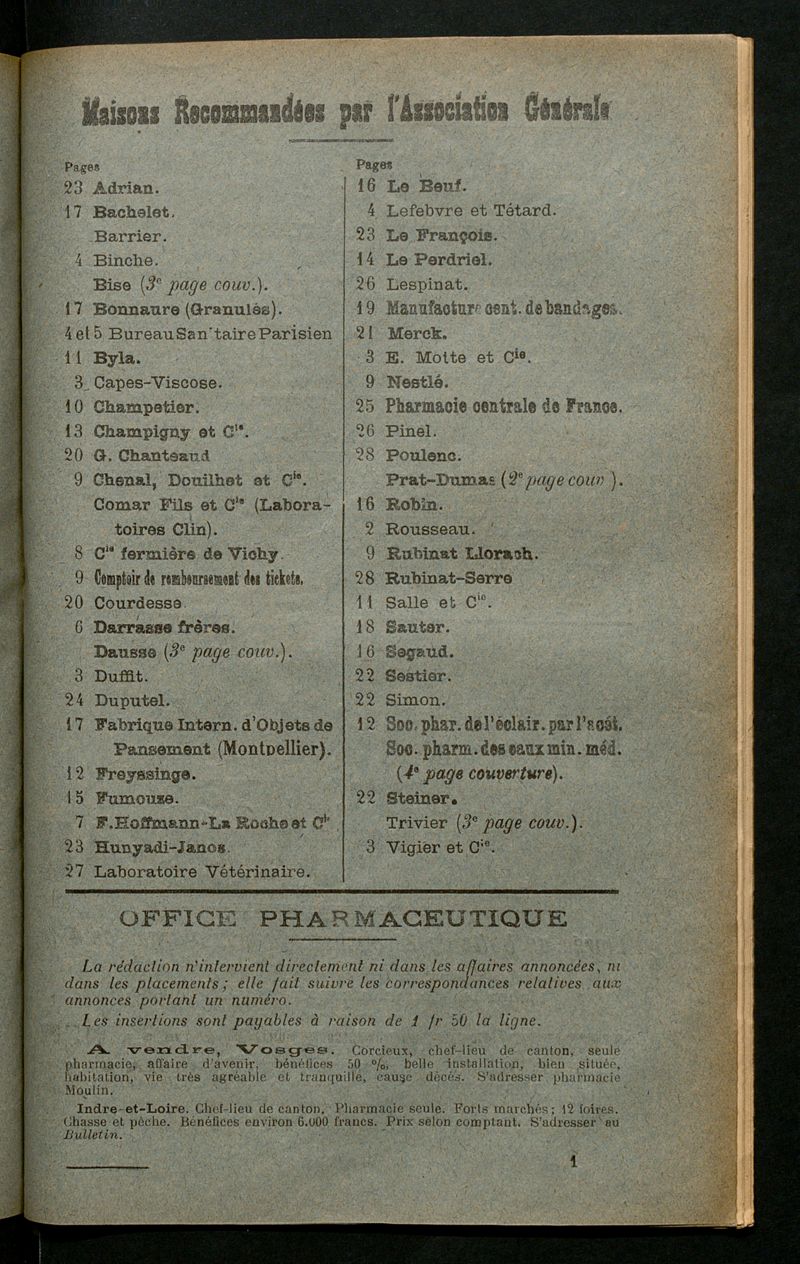 Maisons Recommandées par l'Association Générale
Pages
23 Adrian.
17 Bachelet.
Barrier.
4 Binche.
Bise (3e page couv.).
17 Bonnaure (Granulés).
4 et 5 Bureau Sanitaire Parisien
11 Byla.
3 Capes-Viscose.
10 Champetier.
13 Champigny et Cie.
20 G. Chanteaud
9 Chenal, Douilhet et Cie.
Comar Fils et Cie (Labora-
toires Clin).
8 Cie fermière de Vichy.
9 Comptoir de remboursement des tickets.
20 Courdesse
6 Darrasse frères.
Dausse (3e page couv.).
3 Duffit.
24 Duputel.
17 Fabrique Intern. d'Objets de
Pansement (Montpellier).
12 Freyssinge.
15 Fumouze.
7 F. Hoffmann-La Roche et Cie.
23 Hunyadi-Janos.
27 Laboratoire Vétérinaire.
Pages
16 Le Beuf.
4 Lefebvre et Tétard.
23 Le François.
14 Le Perdriel.
26 Lespinat.
19 Manufacture cent. de bandages.
21 Merck.
3 E. Motte et Cie.
9 Nestlé.
25 Pharmacie centrale de France.
26 Pinel.
28 Poulenc.
Prat-Dumas (2e page couv ).
16 Robin.
2 Rousseau.
9 Rubinat Llorach.
28 Rubinat-Serre
11 Salle et Cie.
18 Sauter.
16 Segaud.
22 Sestier.
22 Simon.
12 Soc. phar. de l'éclair. par l'acét.
Soc. pharm. des eaux min. méd.
(4e page couverture).
22 Steiner.
Trivier (3e page couv.).
3 Vigier et Cie.
OFFICE PHARMACEUTIQUE
La rédaction n'intervient directement ni dans les affaires annoncées, ni
dans les placements ; elle fait suivre les correspondances relatives aux
annonces portant un numéro.
Les insertions sont payables à raison de 1 fr 50 la ligne.
A vendre, Vosges. Corcieux, chef-lieu de canton, seule
pharmacie, affaire d'avenir, bénéfices 50 %, belle installation, bien située,
habitation, vie très agréable et tranquille, cause décès. S'adresser pharmacie
Moulin.
Indre-et-Loire. Chef-lieu de canton, Pharmacie seule. Forts marchés ; 12 foires.
Chasse et pêche. Bénéfices environ 6.000 francs. Prix selon comptant. S'adresser au
Bulletin.
1